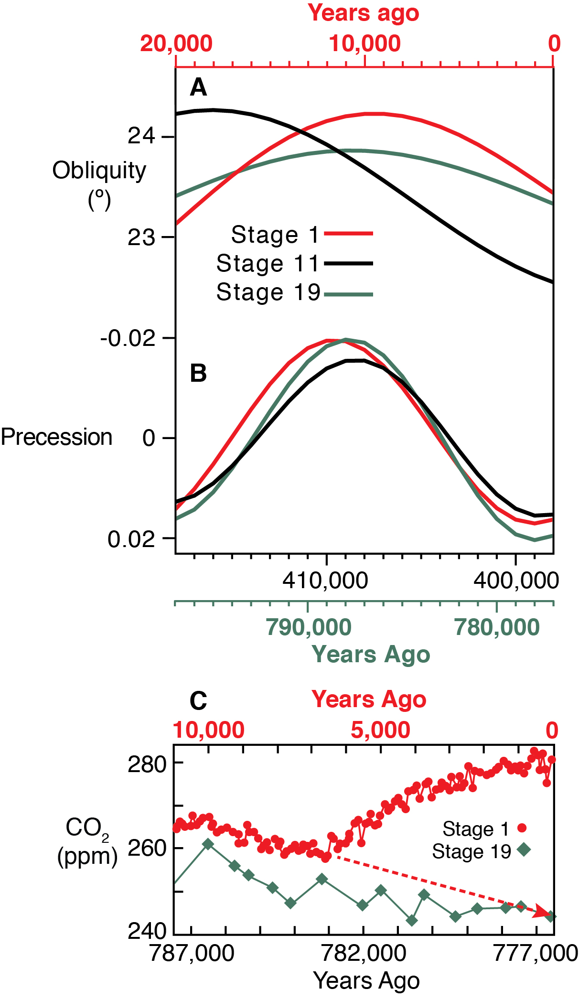 Years ago
20,000 10,000 0
A
24
Obliquity
(º)
23
Stage 1
Stage 11
Stage 19
-0.02
B
Precession 0
0.02
410,000 400,000
790,000 780,000
Years Ago
C Years Ago
10,000 5,000 0
280
CO2
(ppm)
260
Stage 1
Stage 19
240
787,000 782,000 777,000
Years Ago